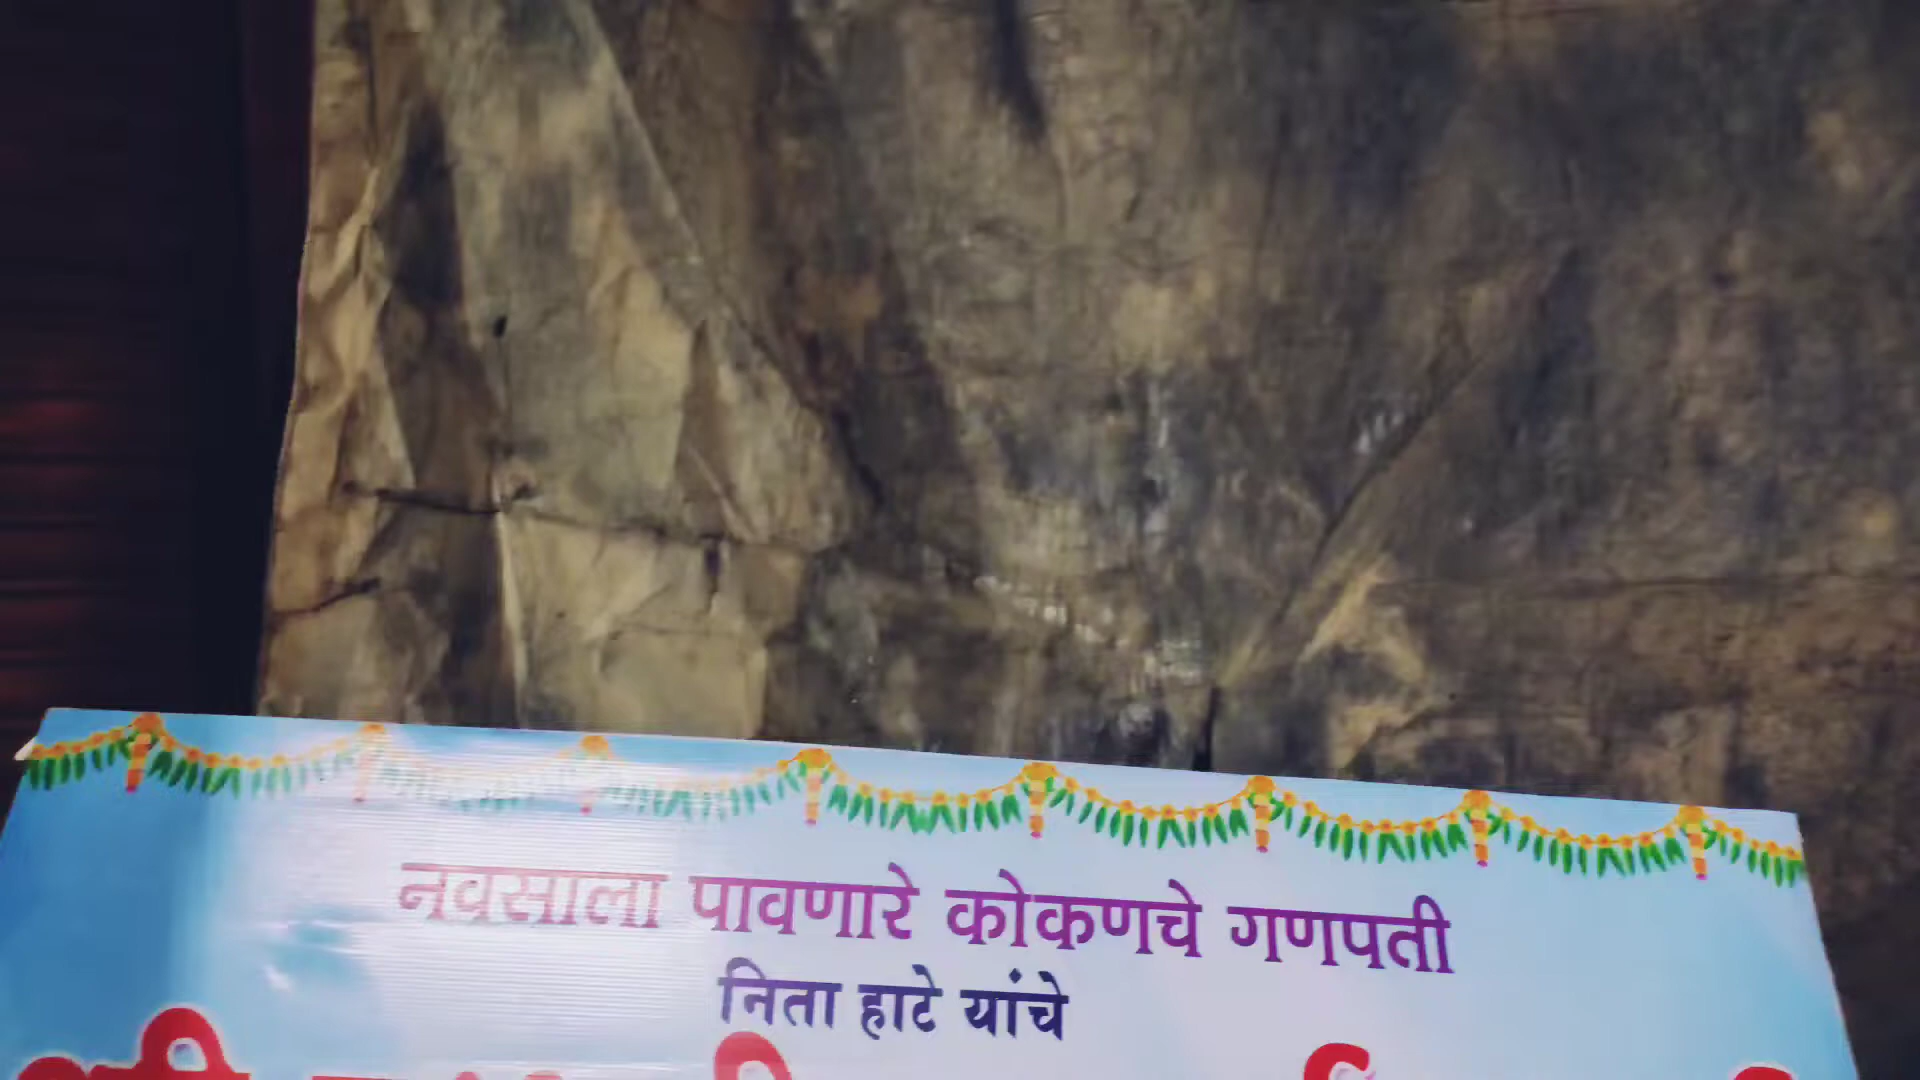 नवसाला पावणारे कोकणचे गणपती
निता हाटे यांचे